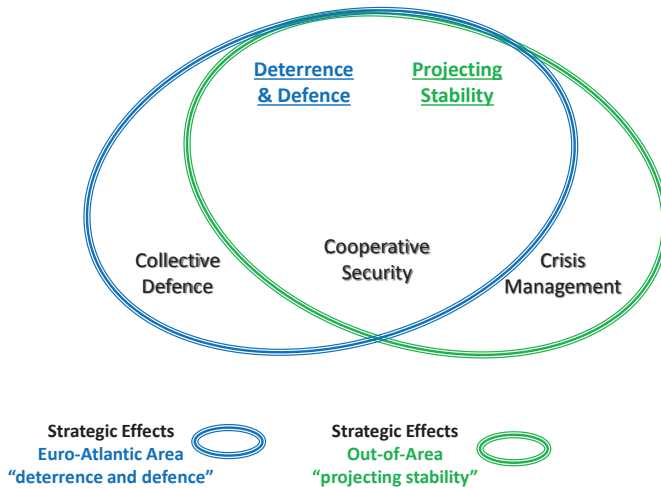 Deterrence
& Defence
Projecting
Stability
Collective
Defence
Cooperative
Security
Crisis
Management
Strategic Effects
Euro-Atlantic Area
“deterrence and defence”
Strategic Effects
Out-of-Area
“projecting stability”